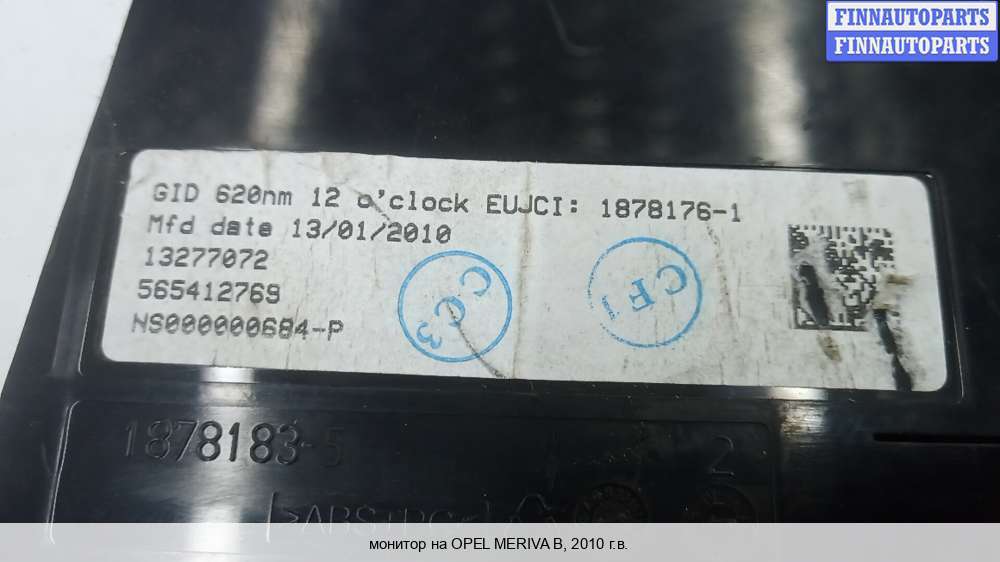 FINNAUTOPARTS
FINNAUTOPARTS
GID 620nm 12 o'clock EUJCI: 1878176-1
Mfd date 13/01/2010
13277072
565412769
NS000000684-P
CC3
CF1
1878183-5
2
монитор на OPEL MERIVA B, 2010 г.в.